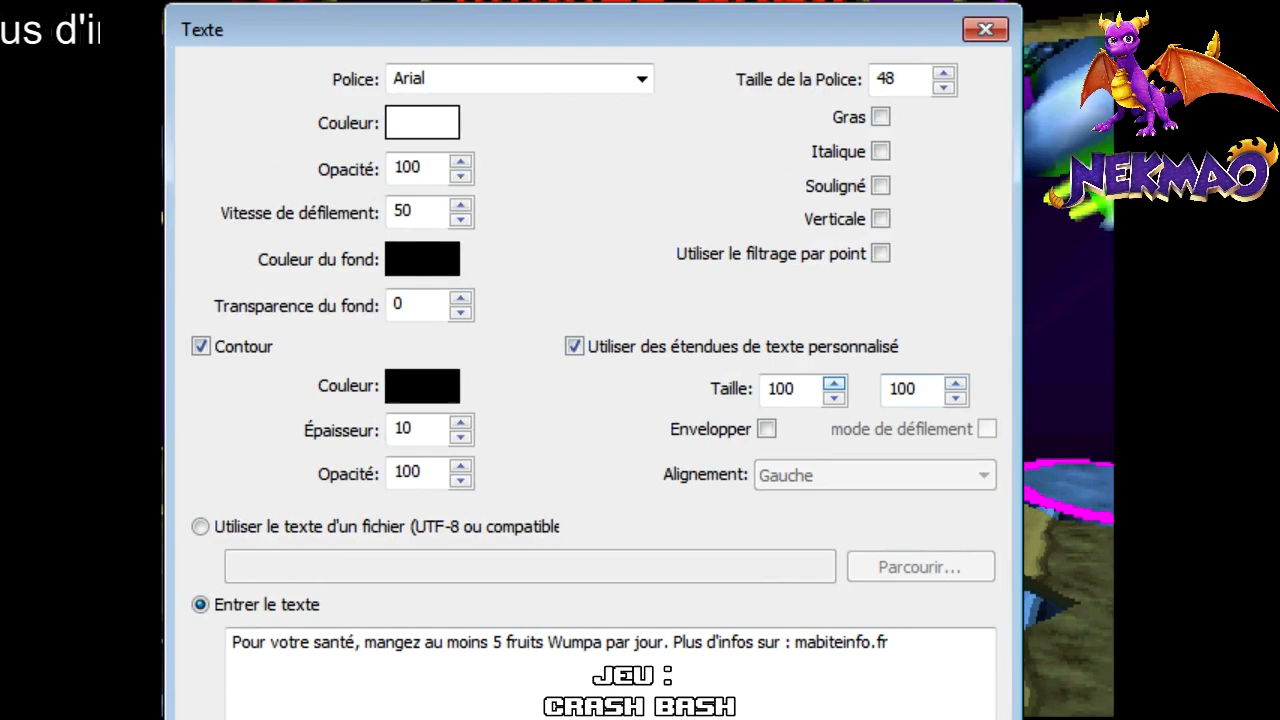 us d'i
Texte
Police: Arial
Taille de la Police: 48
Couleur:
Gras
Opacité: 100
Italique
Souligné
Vitesse de défilement: 50
Verticale
Couleur du fond:
Utiliser le filtrage par point
Transparence du fond: 0
Contour
Utiliser des étendues de texte personnalisé
Couleur:
Taille: 100 100
Épaisseur: 10
Envelopper
mode de défilement
Opacité: 100
Alignement: Gauche
Utiliser le texte d'un fichier (UTF-8 ou compatible
Parcourir...
Entrer le texte
Pour votre santé, mangez au moins 5 fruits Wumpa par jour. Plus d'infos sur : mabiteinfo.fr
JEU :
CRASH BASH
NEKMAO